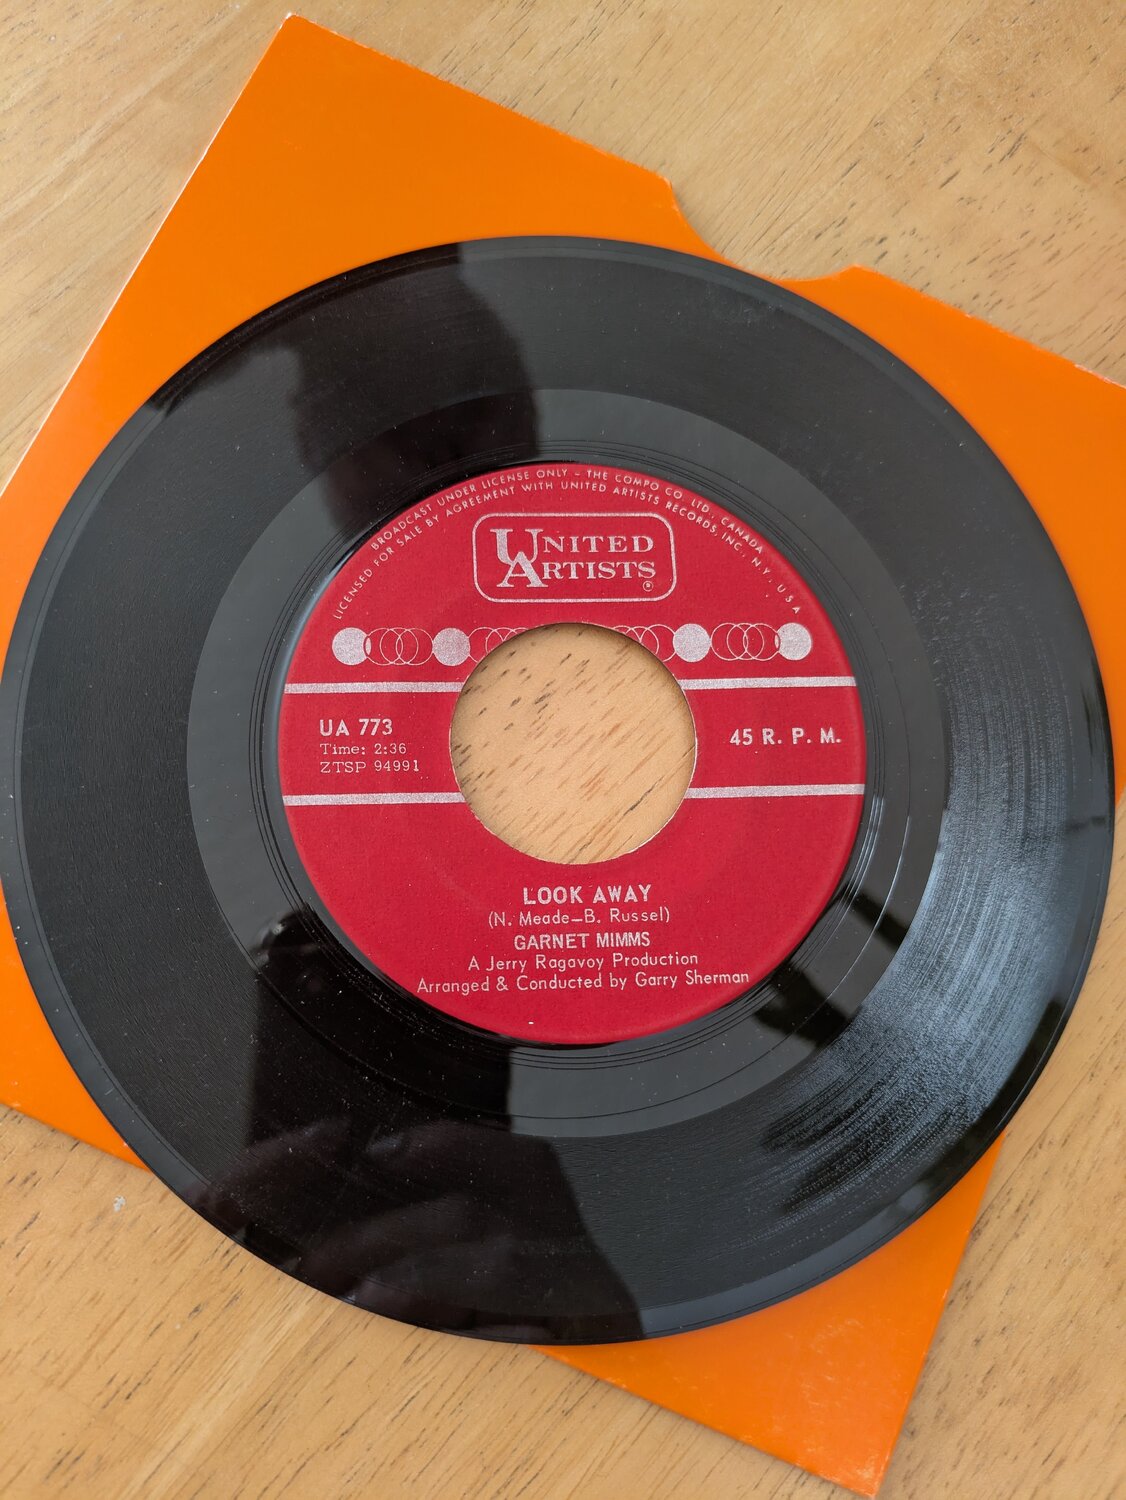 BROADCAST UNDER LICENSE ONLY – THE COMPO CO. LTD., CANADA
LICENSED FOR SALE BY AGREEMENT WITH UNITED ARTISTS RECORDS, INC., N.Y., U S A
UNITED
ARTISTS
UA 773
Time: 2:36
ZTSP 94991
45 R. P. M.
LOOK AWAY
(N. Meade–B. Russel)
GARNET MIMMS
A Jerry Ragavoy Production
Arranged & Conducted by Garry Sherman